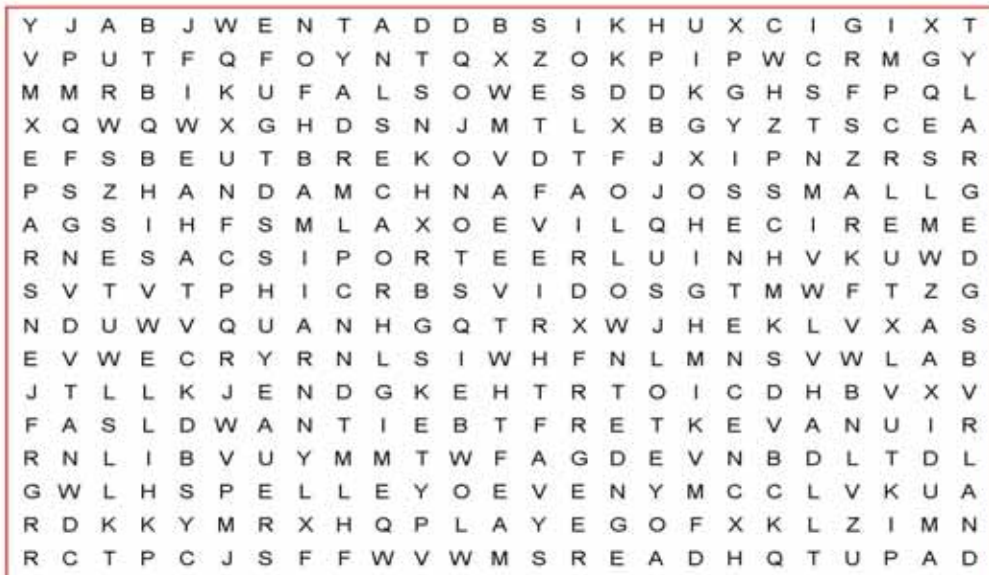 Y J A B J W E N T A D D B S I K H U X C I G I X T
V P U T F Q F O Y N T Q X Z O K P I P W C R M G Y
M M R B I K U F A L S O W E S D D K G H S F P Q L
X Q W Q W X G H D S N J M T L X B G Y Z T S C E A
E F S B E U T B R E K O V D T F J X I P N Z R S R
P S Z H A N D A M C H N A F A O J O S S M A L L G
A G S I H F S M L A X O E V I L Q H E C I R E M E
R N E S A C S I P O R T E E R L U I N H V K U W D
S V T V T P H I C R B S V I D O S G T M W F T Z G
N D U W V Q U A N H G Q T R X W J H E K L V X A S
E V W E C R Y R N L S I W H F N L M N S V W L A B
J T L L K J E N D G K E H T R T O I C D H B V X V
F A S L D W A N T I E B T F R E T K E V A N U I R
R N L I B V U Y M M T W F A G D E V N B D L T D L
G W L H S P E L L E Y O E V E N Y M C C L V K U A
R D K K Y M R X H Q P L A Y E G O F X K L Z I M N
R C T P C J S F F W V W M S R E A D H Q T U P A D